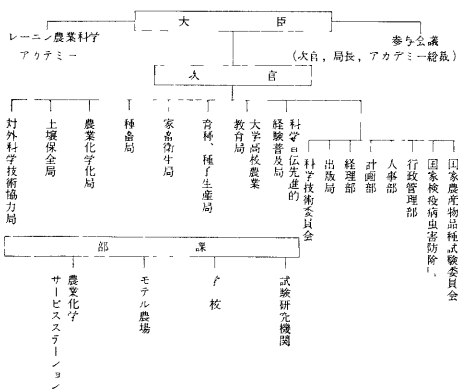 大臣
レーニン農業科学
アカデミー
参与会議
(次官，局長，アカデミー総裁)
次官
対外科学技術協力局
土壌保全局
農業化学化局
種畜局
家畜衛生局
育種、種子生産局
大学高校農業
教育局
科学宣伝先進的
経験普及局
科学技術委員会
出版局
経理部
計画部
人事部
行政管理部
国家検疫病虫害防除
国家農産物品種試験委員会
部課
農業化学
サービスステーション
モデル農場
校
試験研究機関